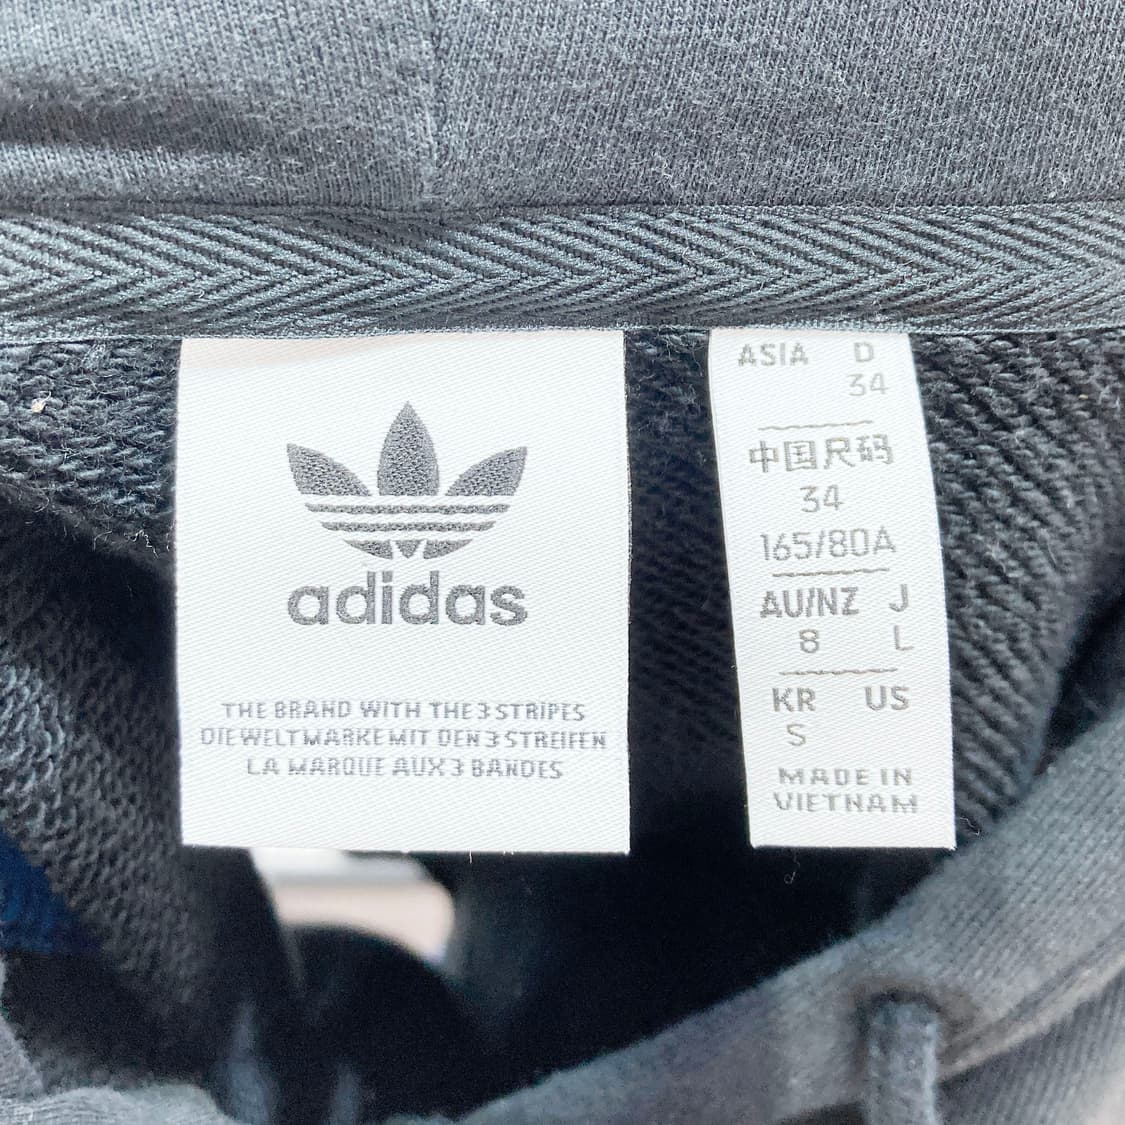 adidas
THE BRAND WITH THE 3 STRIPES
DIE WELTMARKE MIT DEN 3 STREIFEN
LA MARQUE AUX 3 BANDES
ASIA D
34
中国尺码
34
165/80A
AU/NZ J
8 L
KR US
S
MADE IN
VIETNAM